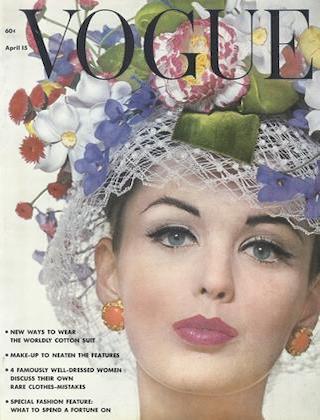 60¢
April 15
VOGUE
• NEW WAYS TO WEAR
THE WORLDLY COTTON SUIT
• MAKE-UP TO NEATEN THE FEATURES
• 4 FAMOUSLY WELL-DRESSED WOMEN
DISCUSS THEIR OWN
RARE CLOTHES-MISTAKES
• SPECIAL FASHION FEATURE:
WHAT TO SPEND A FORTUNE ON